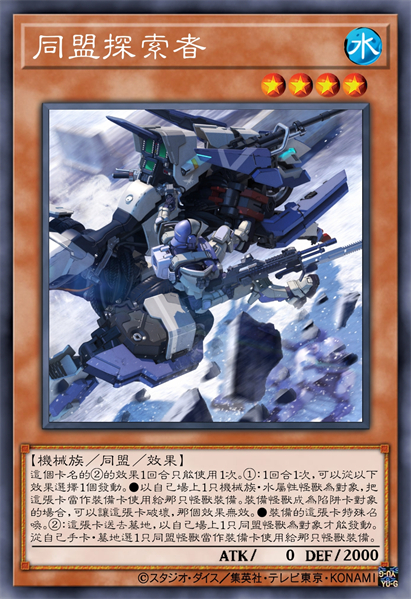 同盟探索者
水
【機械族／同盟／效果】
這個卡名的②的效果1回合只能使用1次。①：1回合1次，可以從以下
效果選擇1個發動。●以自己場上1只機械族・水屬性怪獸為對象，把
這張卡當作裝備卡使用給那只怪獸裝備。裝備怪獸成為陷阱卡對象
的場合，可以讓這張卡破壞，那個效果無效。●裝備的這張卡特殊召
喚。②：這張卡送去墓地，以自己場上1只同盟怪獸為對象才能發動。
從自己手卡・墓地選1只同盟怪獸當作裝備卡使用給那只怪獸裝備。
ATK/ 0 DEF/2000
©スタジオ・ダイス／集英社・テレビ東京・KONAMI